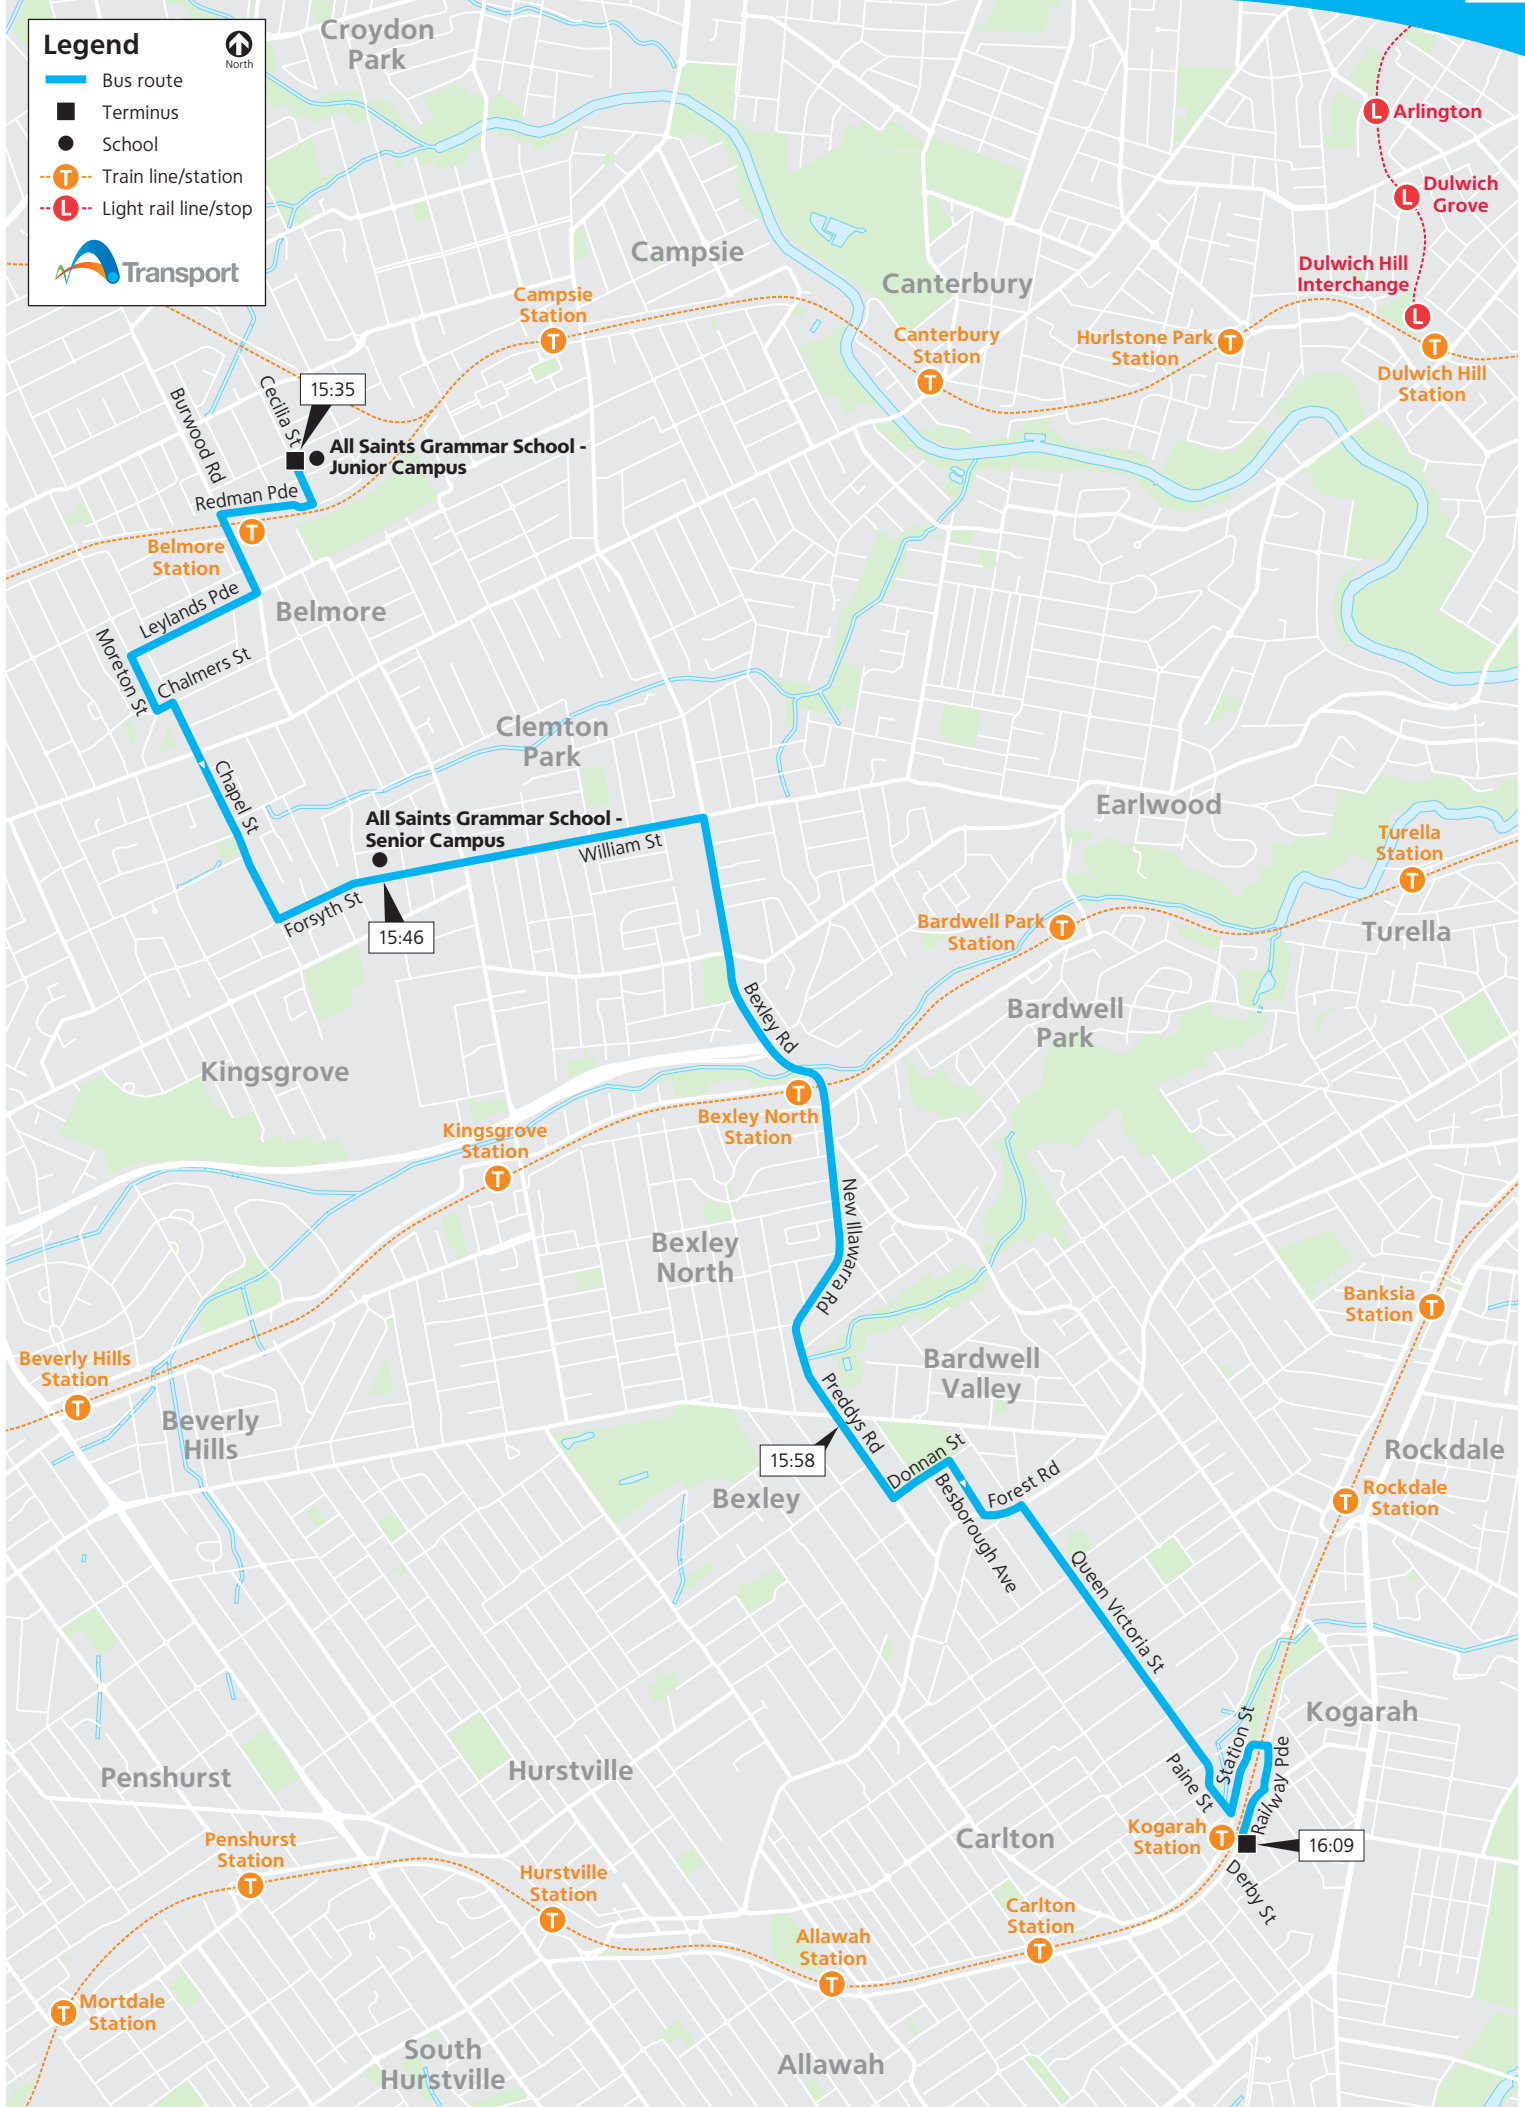 Legend
North
Bus route
Terminus
School
T
Train line/station
L
Light rail line/stop
Transport
Croydon
Park
L
Arlington
L
Dulwich
Grove
Campsie
Canterbury
Dulwich Hill
Interchange
L
Campsie
Station
T
Canterbury
Station
T
Hurlstone Park
Station
T
T
Dulwich Hill
Station
Burwood Rd
Cecilia St
15:35
All Saints Grammar School -
Junior Campus
Redman Pde
T
Belmore
Station
Leylands Pde
Belmore
Moreton St
Chalmers St
Clemton
Park
Chapel St
All Saints Grammar School -
Senior Campus
William St
Forsyth St
15:46
Earlwood
Turella
Station
T
Turella
Bardwell Park
Station
T
Bexley Rd
Bardwell
Park
Kingsgrove
T
Bexley North
Station
Kingsgrove
Station
T
New Illawarra Rd
Bexley
North
Banksia
Station
T
Beverly Hills
Station
T
Beverly
Hills
Bardwell
Valley
Preddys Rd
15:58
Donnan St
Bexley
Besborough Ave
Forest Rd
Rockdale
T
Rockdale
Station
Queen Victoria St
Kogarah
Station St
Railway Pde
Paine St
Penshurst
Hurstville
Carlton
Kogarah
Station
T
16:09
Derby St
Penshurst
Station
T
Hurstville
Station
T
Carlton
Station
T
Allawah
Station
T
T
Mortdale
Station
South
Hurstville
Allawah